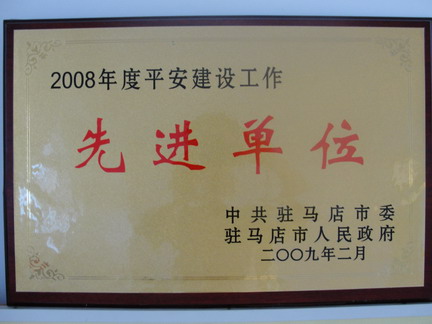 2008年度平安建设工作
先进单位
中共驻马店市委
驻马店市人民政府
二〇〇九年二月